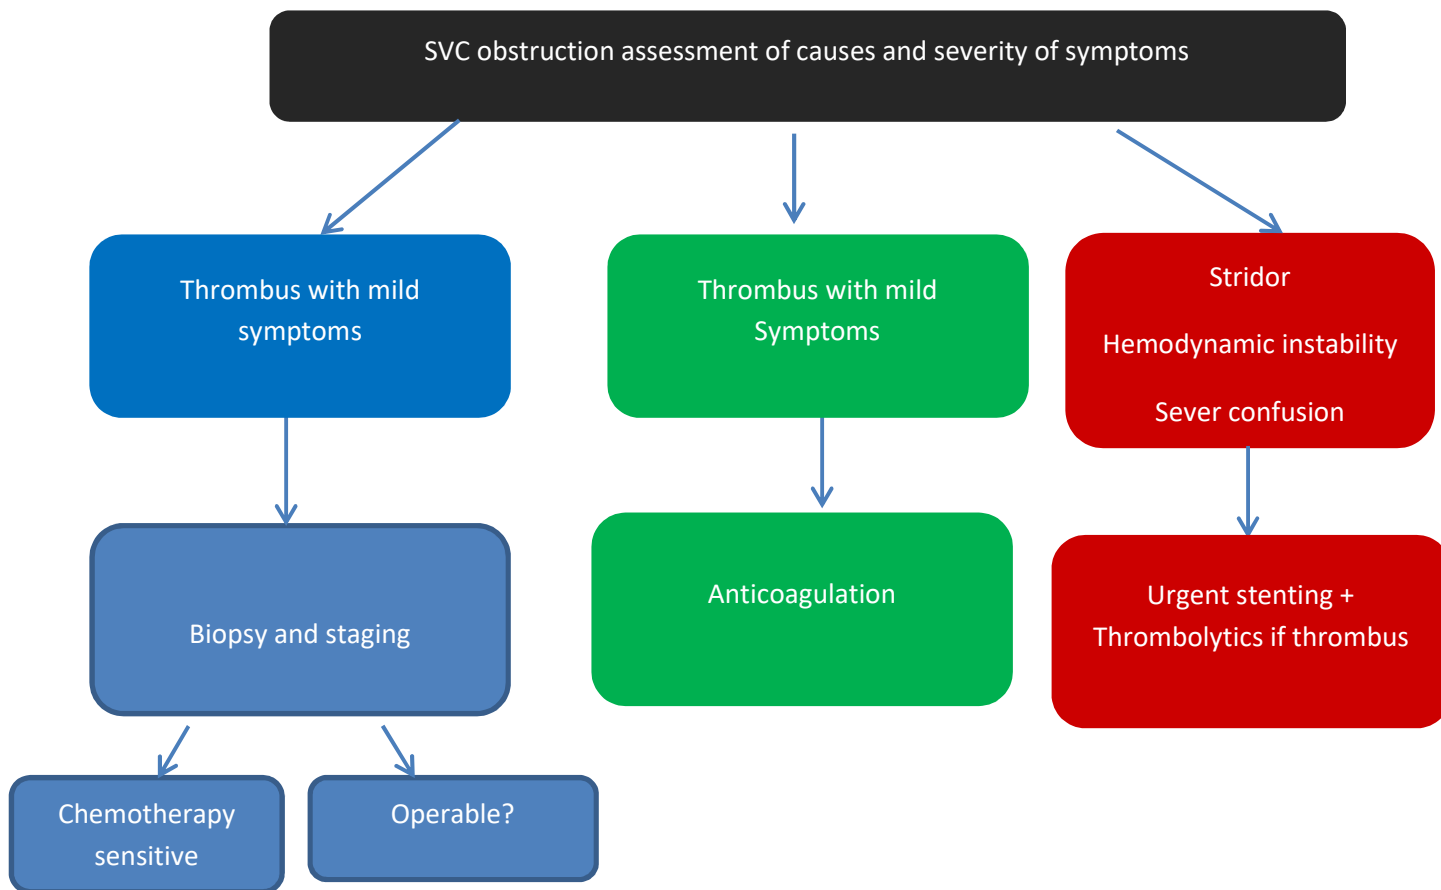 SVC obstruction assessment of causes and severity of symptoms
Thrombus with mild
symptoms
Thrombus with mild
Symptoms
Stridor
Hemodynamic instability
Sever confusion
Biopsy and staging
Anticoagulation
Urgent stenting +
Thrombolytics if thrombus
Chemotherapy
sensitive
Operable?